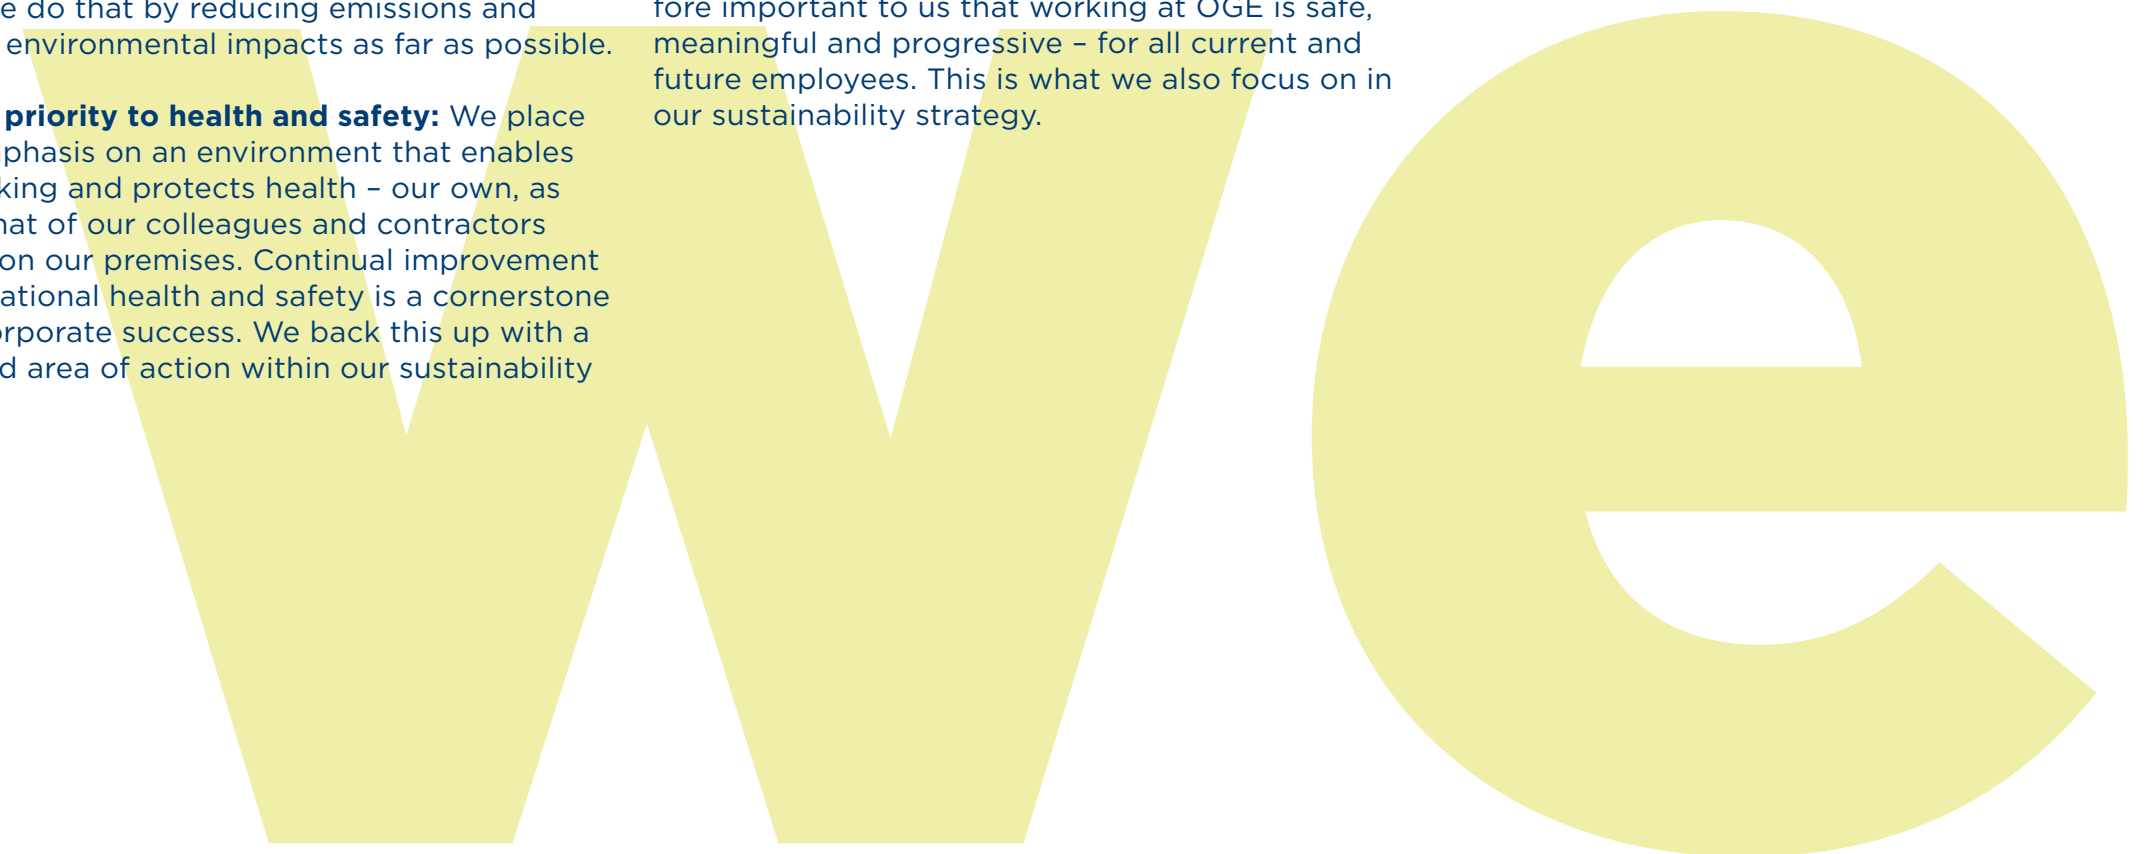 e do that by reducing emissions and
environmental impacts as far as possible.
priority to health and safety: We place
phasis on an environment that enables
king and protects health – our own, as
hat of our colleagues and contractors
on our premises. Continual improvement
ational health and safety is a cornerstone
orporate success. We back this up with a
d area of action within our sustainability
fore important to us that working at OGE is safe,
meaningful and progressive – for all current and
future employees. This is what we also focus on in
our sustainability strategy.
we